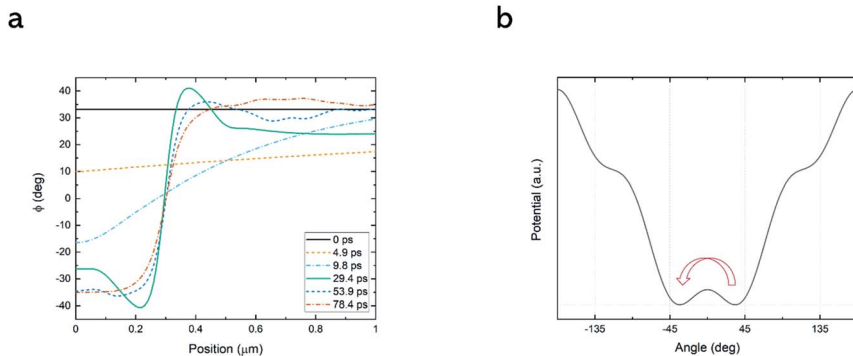 a
b
40
30
20
10
0
-10
-20
-30
-40
ϕ (deg)
0 ps
4.9 ps
9.8 ps
29.4 ps
53.9 ps
78.4 ps
0
0.2
0.4
0.6
0.8
1
Position (μm)
Potential (a.u.)
-135
-45
45
135
Angle (deg)